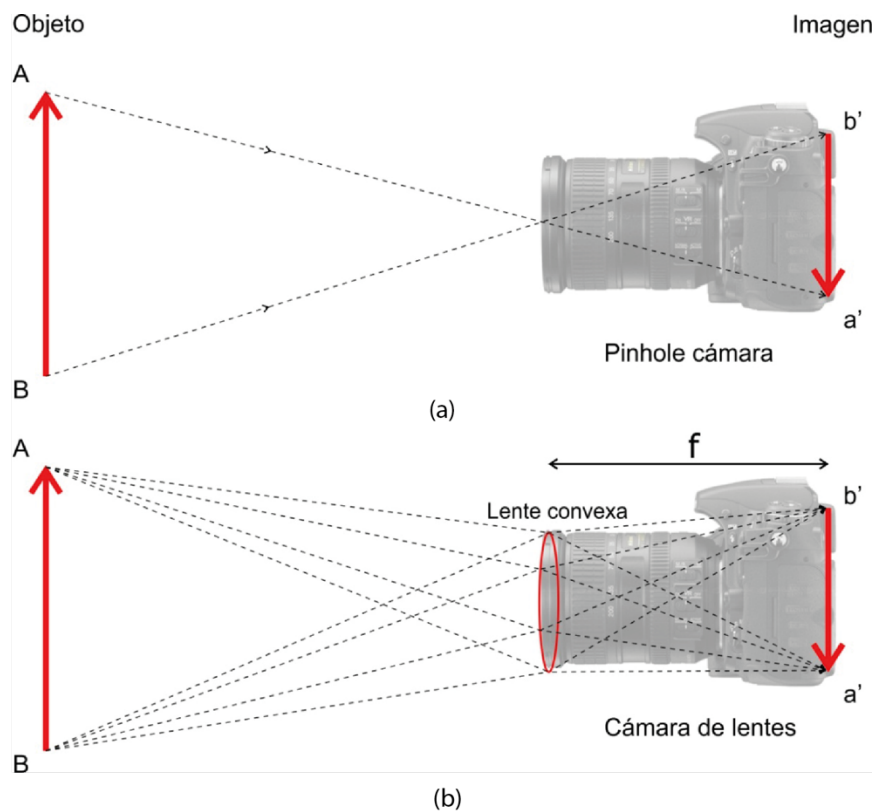 Objeto
Imagen
A
b’
a’
Pinhole cámara
B
(a)
A
f
b’
Lente convexa
a’
Cámara de lentes
B
(b)